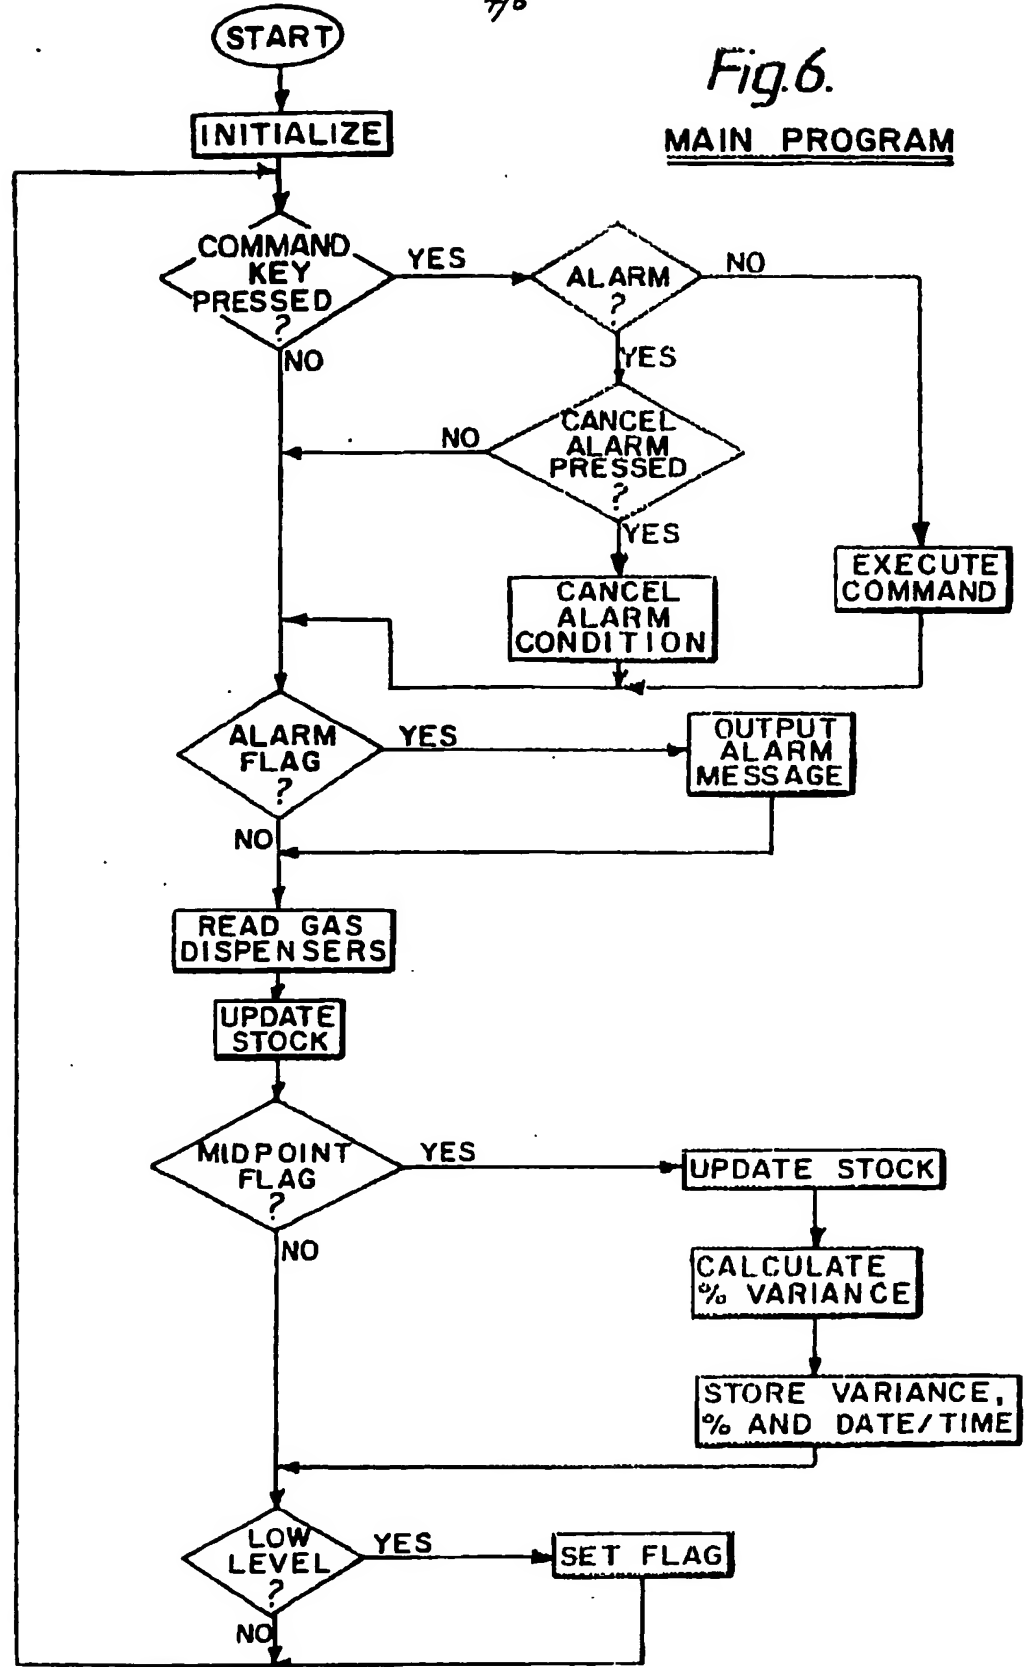 7/8
START
Fig.6.
MAIN PROGRAM
INITIALIZE
COMMAND
KEY
PRESSED
?
YES
NO
ALARM
?
NO
YES
CANCEL
ALARM
PRESSED
?
NO
YES
CANCEL
ALARM
CONDITION
EXECUTE
COMMAND
ALARM
FLAG
?
YES
OUTPUT
ALARM
MESSAGE
NO
READ GAS
DISPENSERS
UPDATE
STOCK
MIDPOINT
FLAG
?
YES
NO
UPDATE STOCK
CALCULATE
% VARIANCE
STORE VARIANCE,
% AND DATE/TIME
LOW
LEVEL
?
YES
SET FLAG
NO